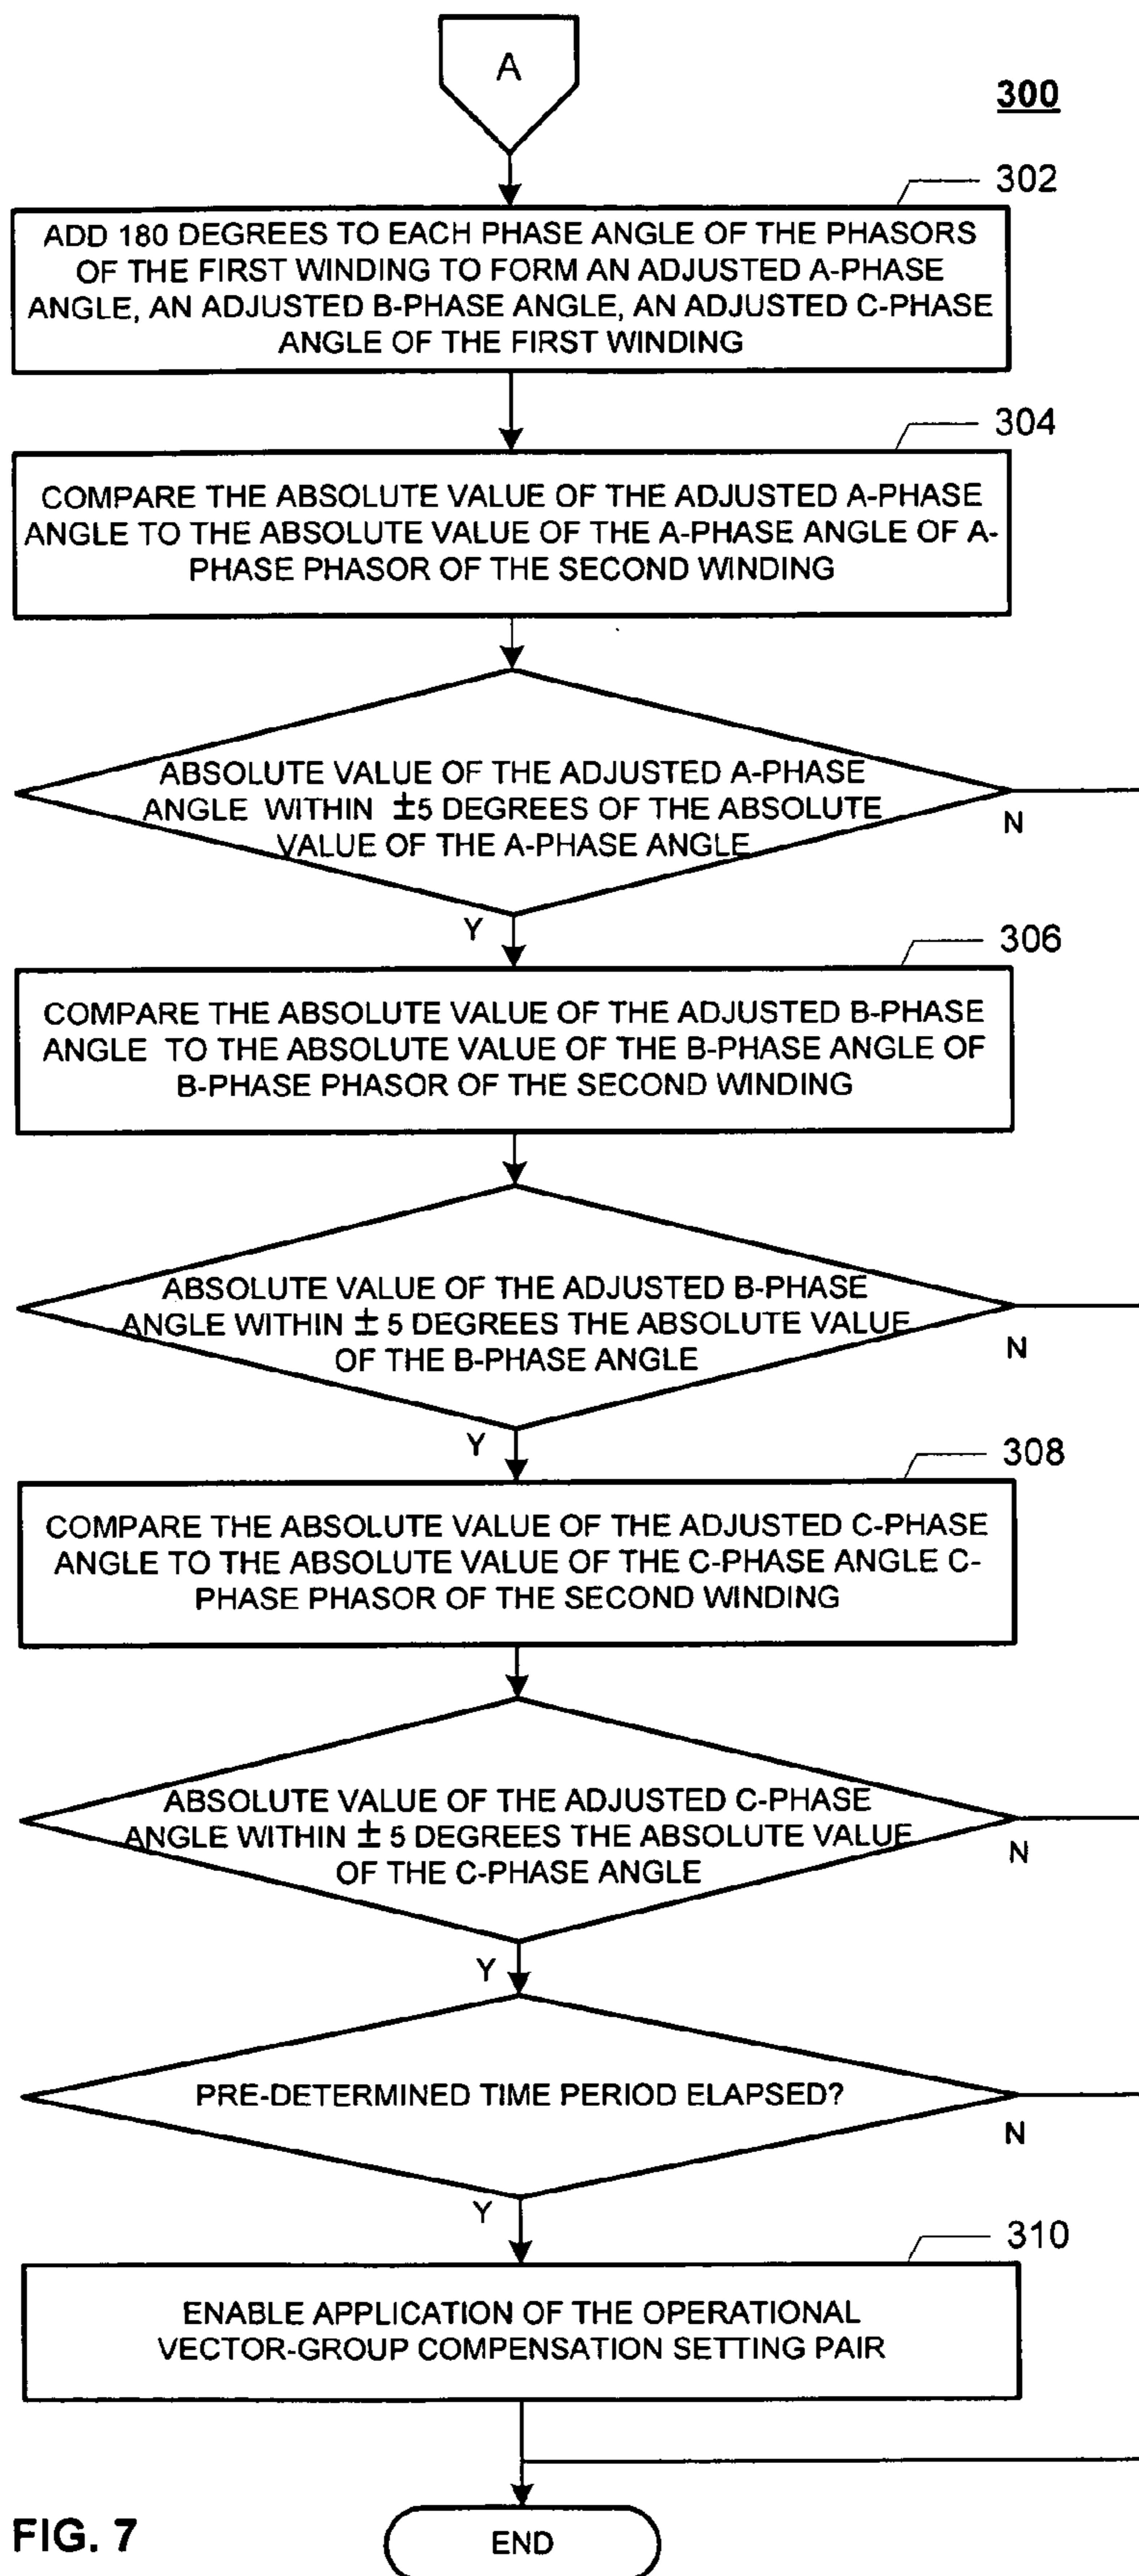 A
300
302
ADD 180 DEGREES TO EACH PHASE ANGLE OF THE PHASORS
OF THE FIRST WINDING TO FORM AN ADJUSTED A-PHASE
ANGLE, AN ADJUSTED B-PHASE ANGLE, AN ADJUSTED C-PHASE
ANGLE OF THE FIRST WINDING
304
COMPARE THE ABSOLUTE VALUE OF THE ADJUSTED A-PHASE
ANGLE TO THE ABSOLUTE VALUE OF THE A-PHASE ANGLE OF A-
PHASE PHASOR OF THE SECOND WINDING
ABSOLUTE VALUE OF THE ADJUSTED A-PHASE
ANGLE WITHIN ±5 DEGREES OF THE ABSOLUTE
VALUE OF THE A-PHASE ANGLE
N
Y
306
COMPARE THE ABSOLUTE VALUE OF THE ADJUSTED B-PHASE
ANGLE TO THE ABSOLUTE VALUE OF THE B-PHASE ANGLE OF
B-PHASE PHASOR OF THE SECOND WINDING
ABSOLUTE VALUE OF THE ADJUSTED B-PHASE
ANGLE WITHIN ± 5 DEGREES THE ABSOLUTE VALUE
OF THE B-PHASE ANGLE
N
Y
308
COMPARE THE ABSOLUTE VALUE OF THE ADJUSTED C-PHASE
ANGLE TO THE ABSOLUTE VALUE OF THE C-PHASE ANGLE C-
PHASE PHASOR OF THE SECOND WINDING
ABSOLUTE VALUE OF THE ADJUSTED C-PHASE
ANGLE WITHIN ± 5 DEGREES THE ABSOLUTE VALUE
OF THE C-PHASE ANGLE
N
Y
PRE-DETERMINED TIME PERIOD ELAPSED?
N
Y
310
ENABLE APPLICATION OF THE OPERATIONAL
VECTOR-GROUP COMPENSATION SETTING PAIR
FIG. 7
END